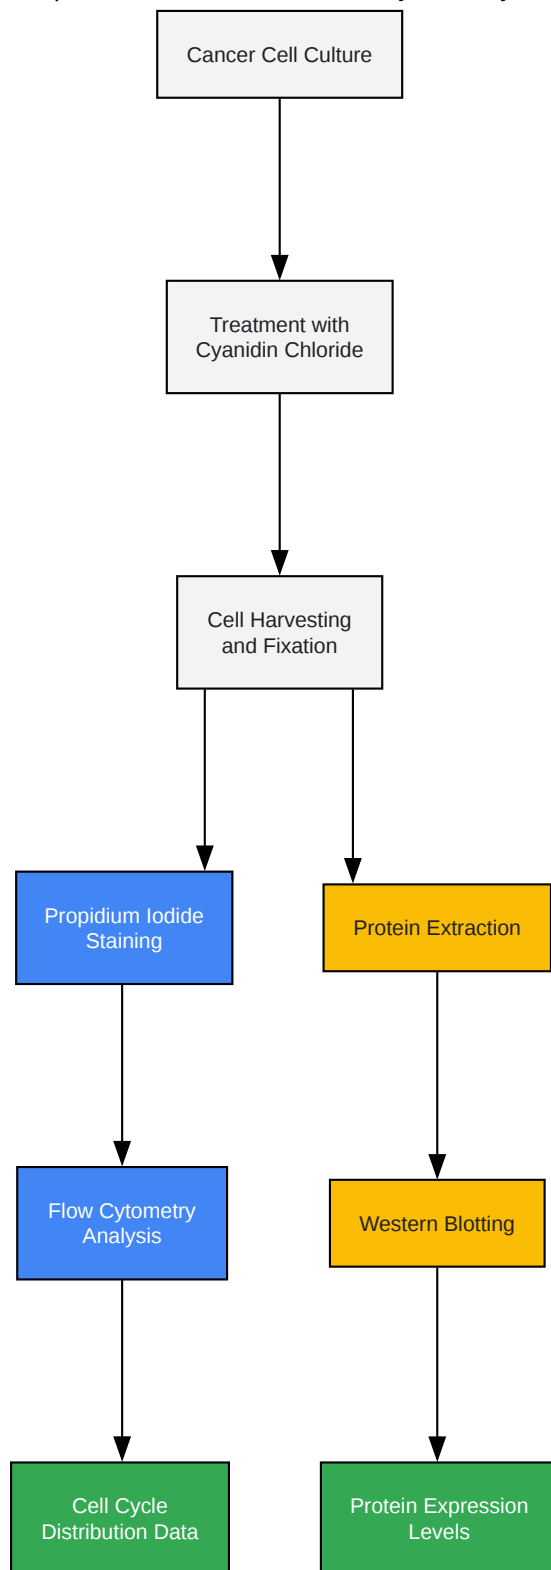 Cancer Cell Culture
Treatment with
Cyanidin Chloride
Cell Harvesting
and Fixation
Propidium Iodide
Staining
Protein Extraction
Flow Cytometry
Analysis
Western Blotting
Cell Cycle
Distribution Data
Protein Expression
Levels